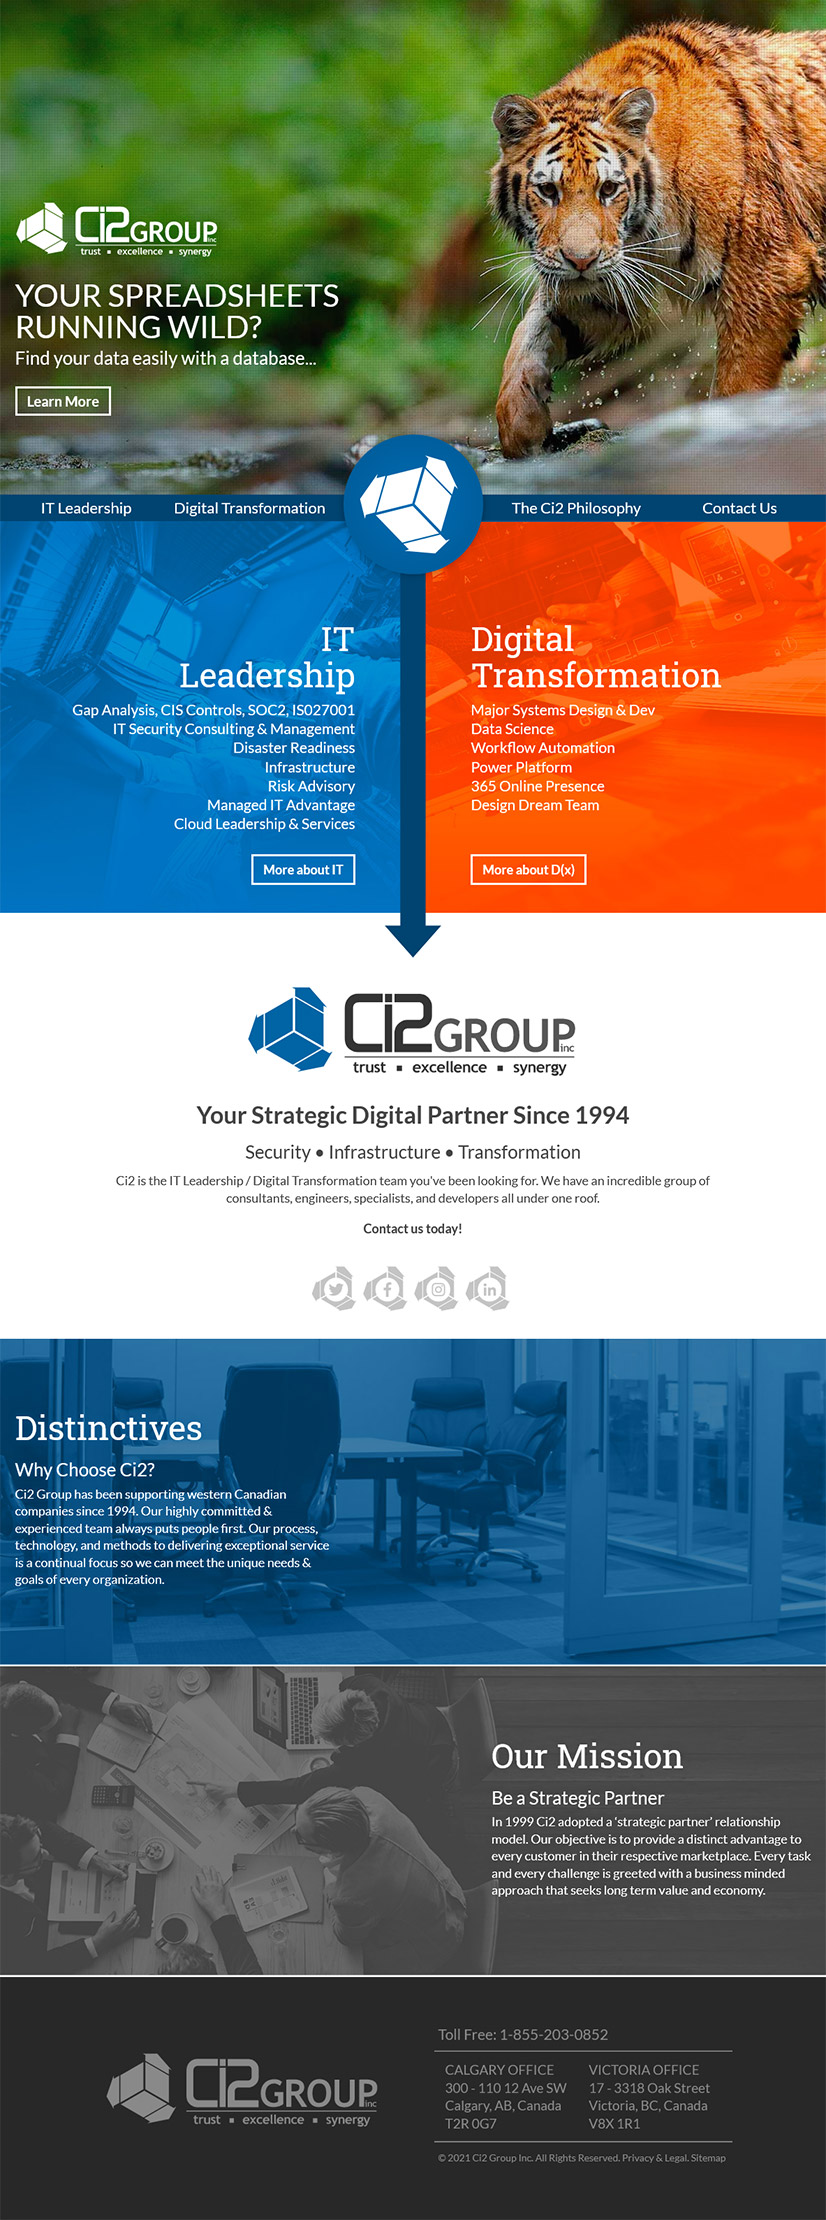 Ci2GROUP inc
trust ▪ excellence ▪ synergy
YOUR SPREADSHEETS
RUNNING WILD?
Find your data easily with a database...
Learn More
IT Leadership
Digital Transformation
The Ci2 Philosophy
Contact Us
IT
Leadership
Gap Analysis, CIS Controls, SOC2, ISO27001
IT Security Consulting & Management
Disaster Readiness
Infrastructure
Risk Advisory
Managed IT Advantage
Cloud Leadership & Services
More about IT
Digital
Transformation
Major Systems Design & Dev
Data Science
Workflow Automation
Power Platform
365 Online Presence
Design Dream Team
More about D(x)
Ci2GROUP inc
trust ▪ excellence ▪ synergy
Your Strategic Digital Partner Since 1994
Security • Infrastructure • Transformation
Ci2 is the IT Leadership / Digital Transformation team you've been looking for. We have an incredible group of
consultants, engineers, specialists, and developers all under one roof.
Contact us today!
Distinctives
Why Choose Ci2?
Ci2 Group has been supporting western Canadian
companies since 1994. Our highly committed &
experienced team always puts people first. Our process,
technology, and methods to delivering exceptional service
is a continual focus so we can meet the unique needs &
goals of every organization.
Our Mission
Be a Strategic Partner
In 1999 Ci2 adopted a ‘strategic partner’ relationship
model. Our objective is to provide a distinct advantage to
every customer in their respective marketplace. Every task
and every challenge is greeted with a business minded
approach that seeks long term value and economy.
Ci2GROUP inc
trust ▪ excellence ▪ synergy
Toll Free: 1-855-203-0852
CALGARY OFFICE
300 - 110 12 Ave SW
Calgary, AB, Canada
T2R 0G7
VICTORIA OFFICE
17 - 3318 Oak Street
Victoria, BC, Canada
V8X 1R1
© 2021 Ci2 Group Inc. All Rights Reserved. Privacy & Legal. Sitemap